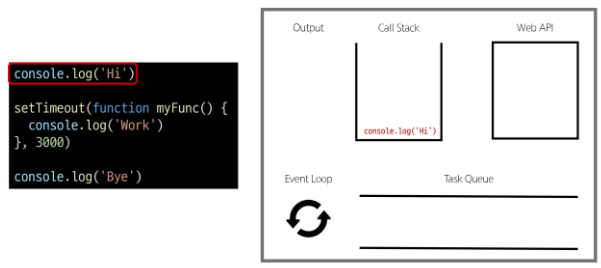 console.log('Hi')
setTimeout(function myFunc() {
  console.log('Work')
}, 3000)
console.log('Bye')
Output Call Stack Web API
console.log('Hi')
Event Loop Task Queue